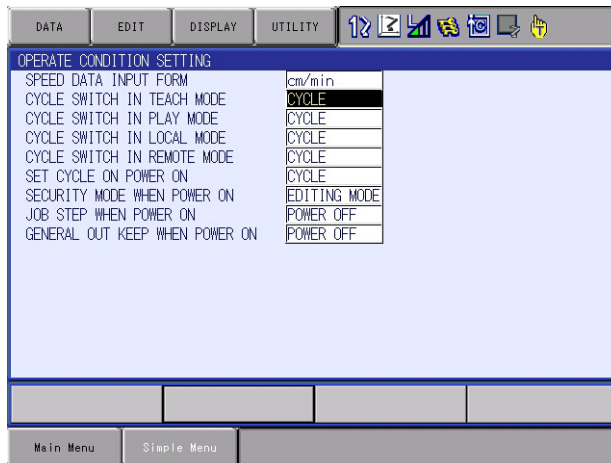 DATA EDIT DISPLAY UTILITY
OPERATE CONDITION SETTING
SPEED DATA INPUT FORM cm/min
CYCLE SWITCH IN TEACH MODE CYCLE
CYCLE SWITCH IN PLAY MODE CYCLE
CYCLE SWITCH IN LOCAL MODE CYCLE
CYCLE SWITCH IN REMOTE MODE CYCLE
SET CYCLE ON POWER ON CYCLE
SECURITY MODE WHEN POWER ON EDITING MODE
JOB STEP WHEN POWER ON POWER OFF
GENERAL OUT KEEP WHEN POWER ON POWER OFF
Main Menu Simple Menu